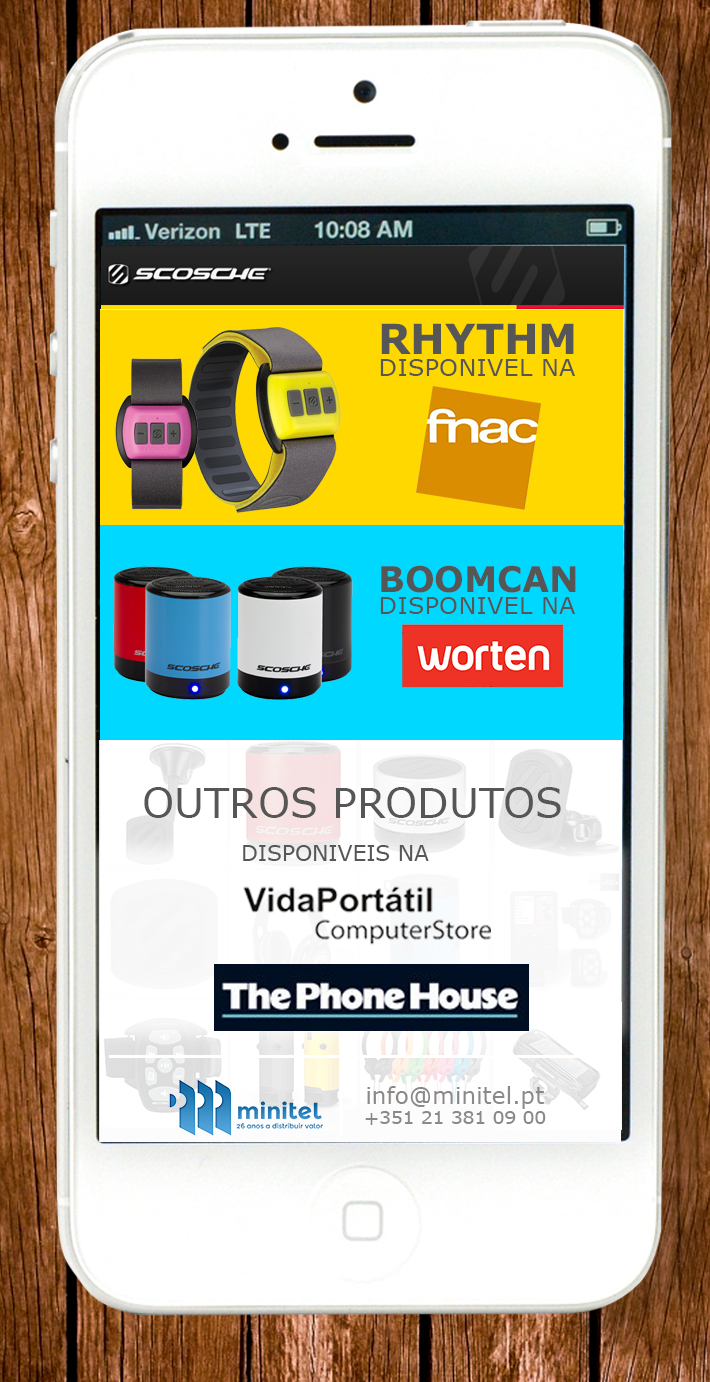 Verizon LTE 10:08 AM
SCOSCHE
RHYTHM
DISPONIVEL NA
fnac
BOOMCAN
DISPONIVEL NA
worten
SCOSCHE
SCOSCHE
OUTROS PRODUTOS
DISPONIVEIS NA
VidaPortátil
ComputerStore
The Phone House
minitel
26 anos a distribuir valor
info@minitel.pt
+351 21 381 09 00